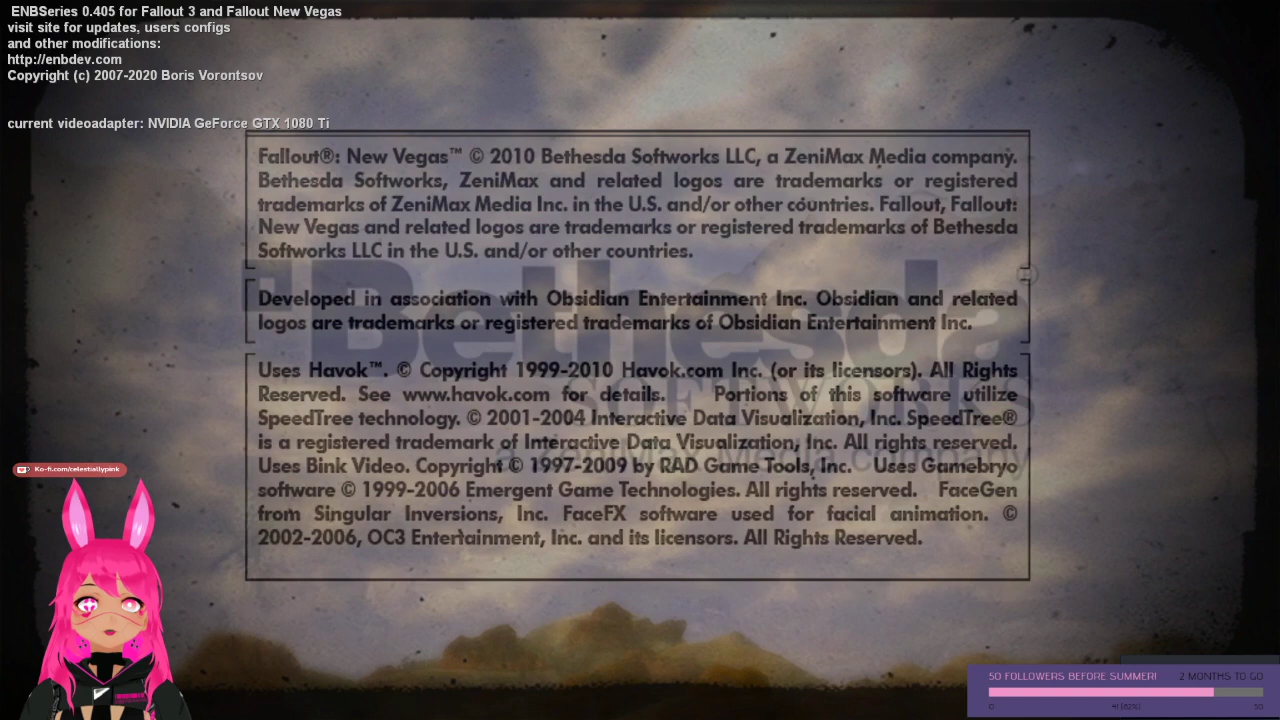 ENBSeries 0.405 for Fallout 3 and Fallout New Vegas
visit site for updates, users configs
and other modifications:
http://enbdev.com
Copyright (c) 2007-2020 Boris Vorontsov
current videoadapter: NVIDIA GeForce GTX 1080 Ti
Fallout®: New Vegas™ © 2010 Bethesda Softworks LLC, a ZeniMax Media company.
Bethesda Softworks, ZeniMax and related logos are trademarks or registered
trademarks of ZeniMax Media Inc. in the U.S. and/or other countries. Fallout, Fallout:
New Vegas and related logos are trademarks or registered trademarks of Bethesda
Softworks LLC in the U.S. and/or other countries.
Bethesda
Developed in association with Obsidian Entertainment Inc. Obsidian and related
logos are trademarks or registered trademarks of Obsidian Entertainment Inc.
Uses Havok™. © Copyright 1999-2010 Havok.com Inc. (or its licensors). All Rights
Reserved. See www.havok.com for details. Portions of this software utilize
SOFTWORKS
SpeedTree technology. © 2001-2004 Interactive Data Visualization, Inc. SpeedTree®
is a registered trademark of Interactive Data Visualization, Inc. All rights reserved.
a ZeniMax Media company
Uses Bink Video. Copyright © 1997-2009 by RAD Game Tools, Inc. Uses Gamebryo
software © 1999-2006 Emergent Game Technologies. All rights reserved. FaceGen
from Singular Inversions, Inc. FaceFX software used for facial animation. ©
2002-2006, OC3 Entertainment, Inc. and its licensors. All Rights Reserved.
Ko-fi.com/celestiallypink
50 FOLLOWERS BEFORE SUMMER! 2 MONTHS TO GO
0 41 (82%) 50